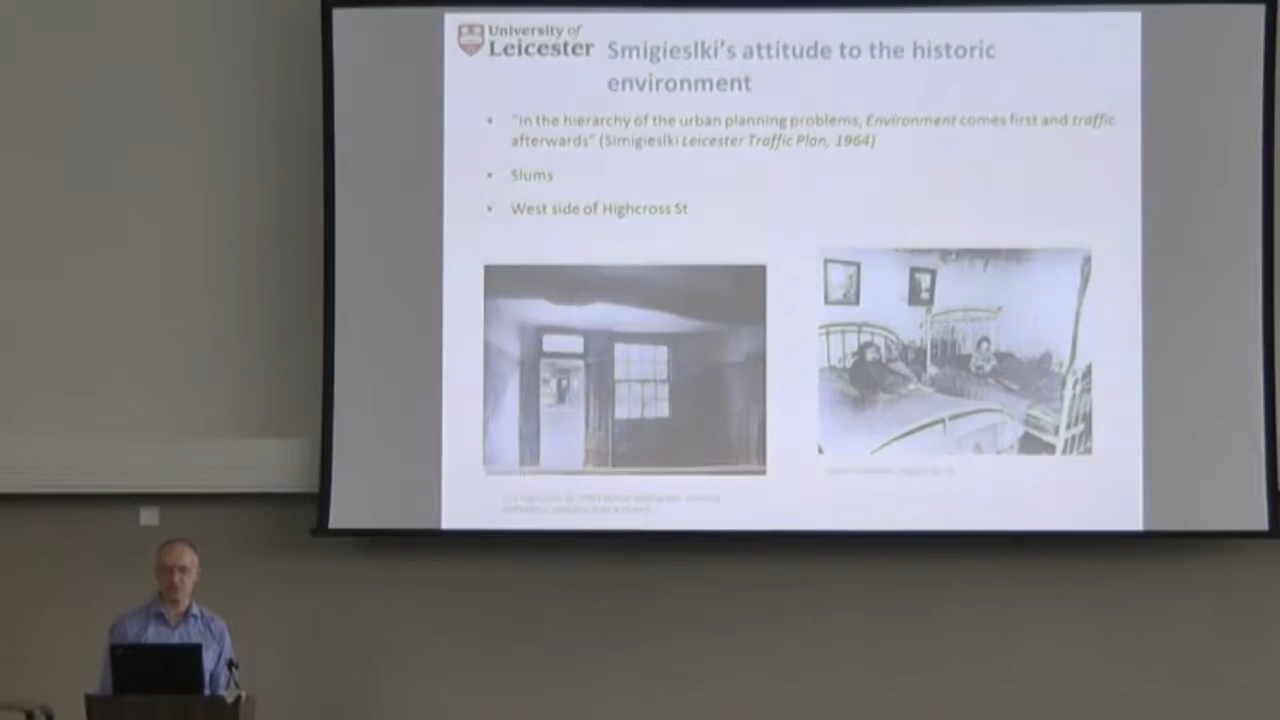 University of
Leicester
Smigieslki's attitude to the historic
environment
• "In the hierarchy of the urban planning problems, Environment comes first and traffic
afterwards" (Simigieslki Leicester Traffic Plan, 1964)
• Slums
• West side of Highcross St